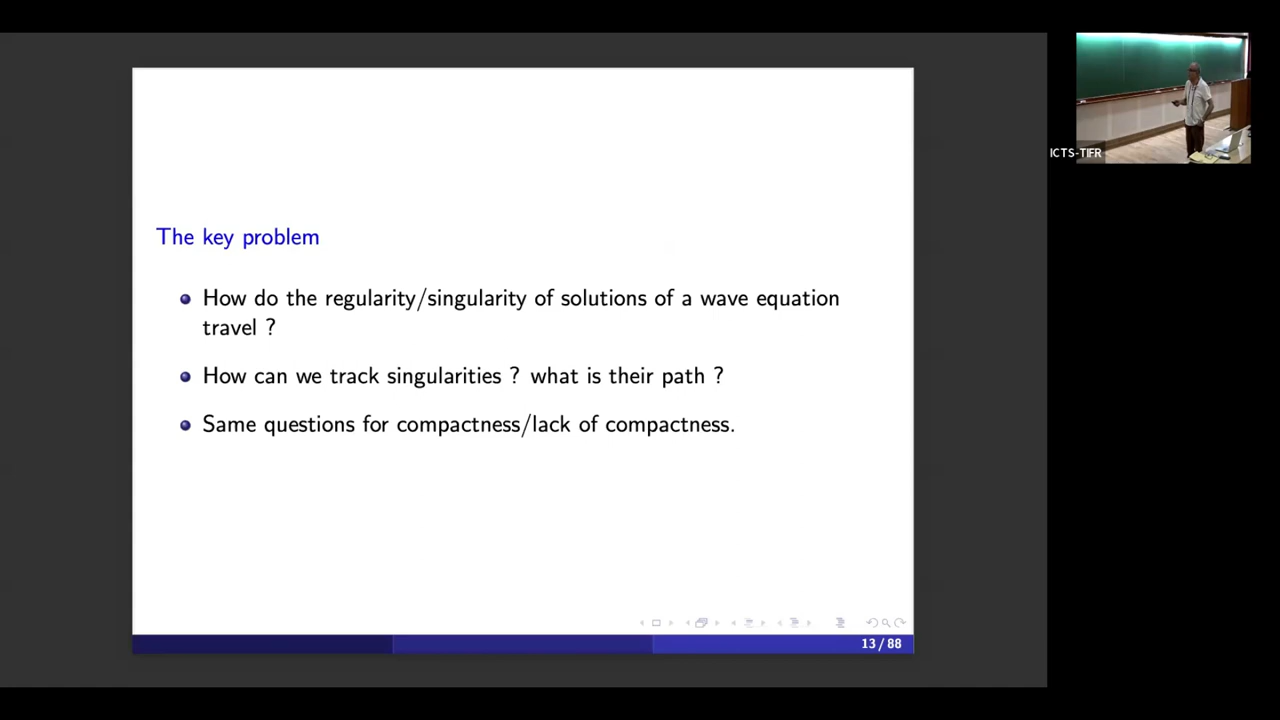 The key problem
How do the regularity/singularity of solutions of a wave equation
travel ?
How can we track singularities ? what is their path ?
Same questions for compactness/lack of compactness.
13 / 88
ICTS-TIFR